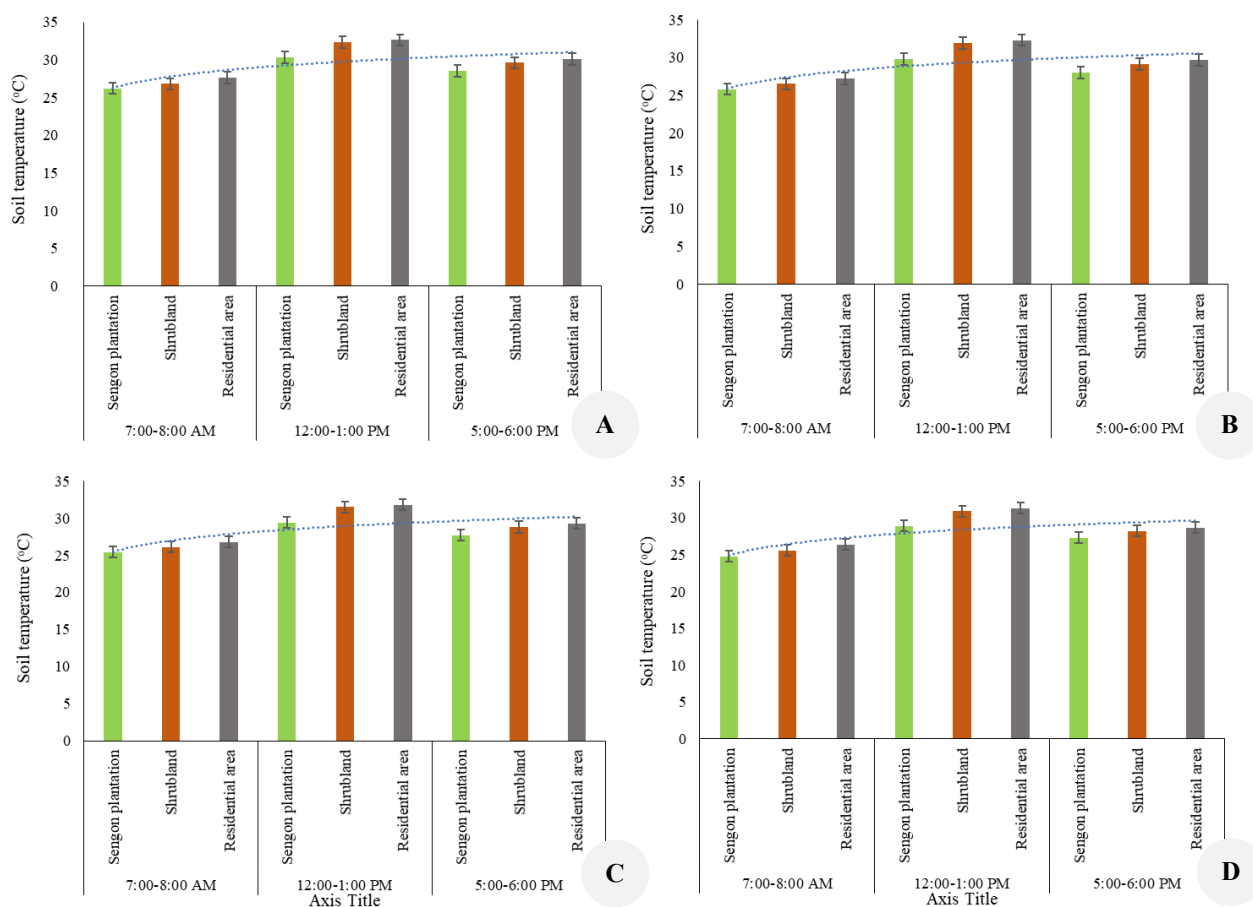 Soil temperature (°C)
35
30
25
20
15
10
5
0
Sengon plantation
Shrubland
Residential area
Sengon plantation
Shrubland
Residential area
Sengon plantation
Shrubland
Residential area
7:00-8:00 AM
12:00-1:00 PM
5:00-6:00 PM
A
Soil temperature (°C)
35
30
25
20
15
10
5
0
Sengon plantation
Shrubland
Residential area
Sengon plantation
Shrubland
Residential area
Sengon plantation
Shrubland
Residential area
7:00-8:00 AM
12:00-1:00 PM
5:00-6:00 PM
B
Soil temperature (°C)
35
30
25
20
15
10
5
0
Sengon plantation
Shrubland
Residential area
Sengon plantation
Shrubland
Residential area
Sengon plantation
Shrubland
Residential area
7:00-8:00 AM
12:00-1:00 PM
5:00-6:00 PM
Axis Title
C
Soil temperature (°C)
35
30
25
20
15
10
5
0
Sengon plantation
Shrubland
Residential area
Sengon plantation
Shrubland
Residential area
Sengon plantation
Shrubland
Residential area
7:00-8:00 AM
12:00-1:00 PM
5:00-6:00 PM
Axis Title
D